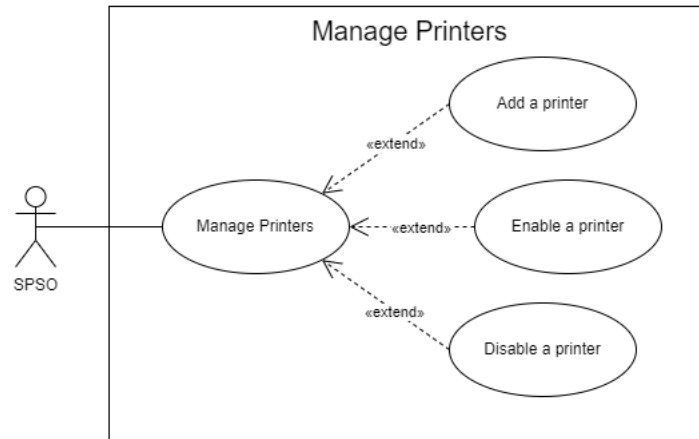 Manage Printers
Add a printer
«extend»
Manage Printers
«extend»
Enable a printer
SPSO
«extend»
Disable a printer